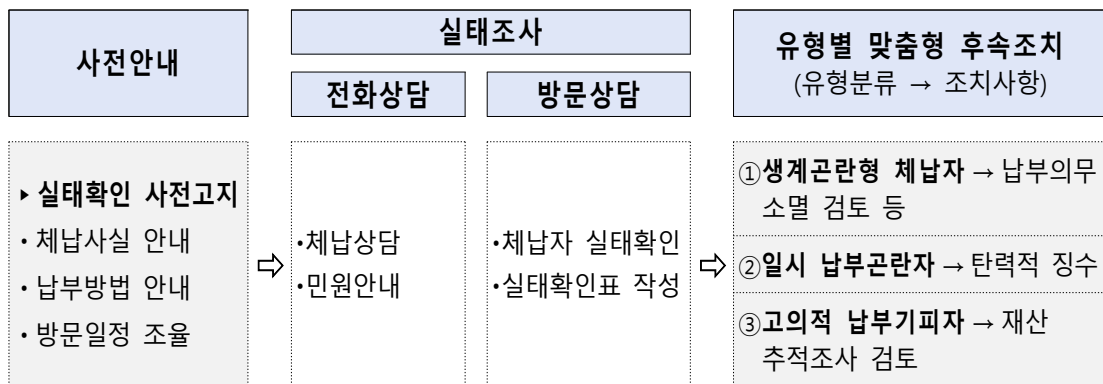 사전안내
실태조사
전화상담
방문상담
유형별 맞춤형 후속조치
(유형분류 → 조치사항)
▸ 실태확인 사전고지
· 체납사실 안내
· 납부방법 안내
· 방문일정 조율
⇨
·체납상담
·민원안내
·체납자 실태확인
·실태확인표 작성
⇨
①생계곤란형 체납자 → 납부의무
소멸 검토 등
②일시 납부곤란자 → 탄력적 징수
③고의적 납부기피자 → 재산
추적조사 검토